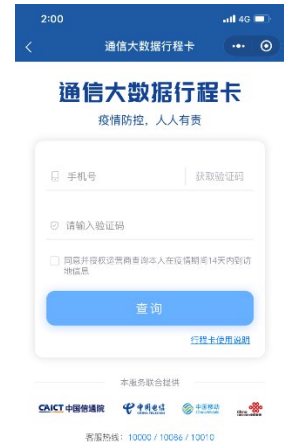 2:00
4G
通信大数据行程卡
通信大数据行程卡
疫情防控，人人有责
手机号
获取验证码
请输入验证码
同意并授权运营商查询本人在疫情期间14天内到访
地信息
查询
行程卡使用说明
本服务联合提供
CAICT 中国信通院
中国电信
中国移动
客服热线：10000 / 10086 / 10010